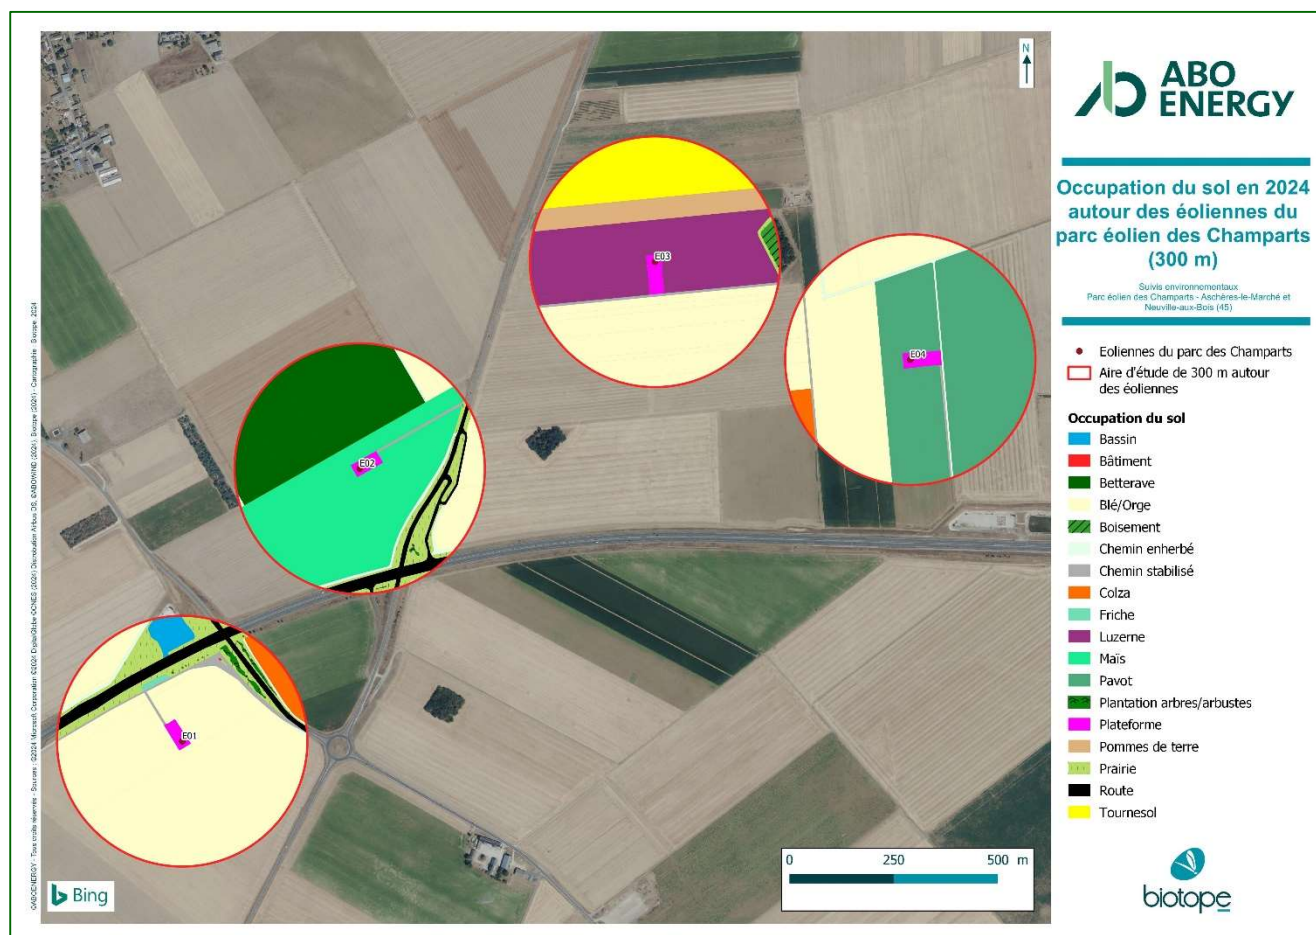 N
ABO
ENERGY
Occupation du sol en 2024
autour des éoliennes du
parc éolien des Champarts
(300 m)
Suivis environnementaux
Parc éolien des Champarts - Aschères-le-Marché et
Neuville-aux-Bois (45)
Eoliennes du parc des Champarts
Aire d'étude de 300 m autour
des éoliennes
Occupation du sol
Bassin
Bâtiment
Betterave
Blé/Orge
Boisement
Chemin enherbé
Chemin stabilisé
Colza
Friche
Luzerne
Maïs
Pavot
Plantation arbres/arbustes
Plateforme
Pommes de terre
Prairie
Route
Tournesol
E03
E04
E02
E01
0 250 500 m
Bing
biotope